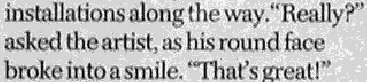 installations along the way. “Really?”
asked the artist, as his round face
broke into a smile. “That’s great!”